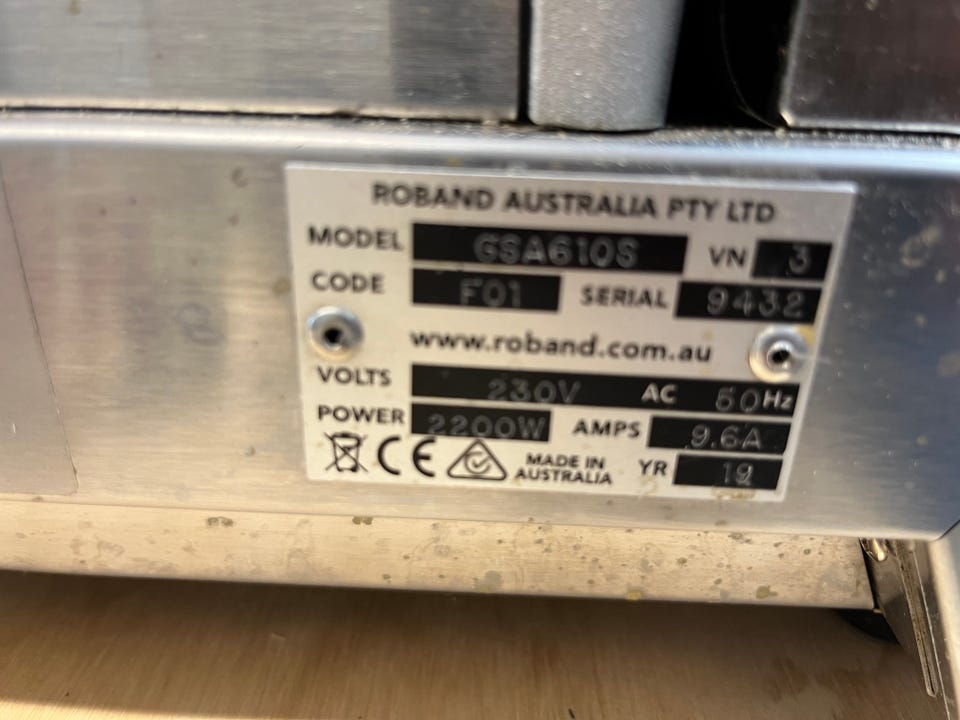 ROBAND AUSTRALIA PTY LTD
MODEL GSA610S VN 3
CODE F01 SERIAL 9432
www.roband.com.au
VOLTS 230V AC 50Hz
POWER 2200W AMPS 9.6A
CE MADE IN AUSTRALIA YR 19